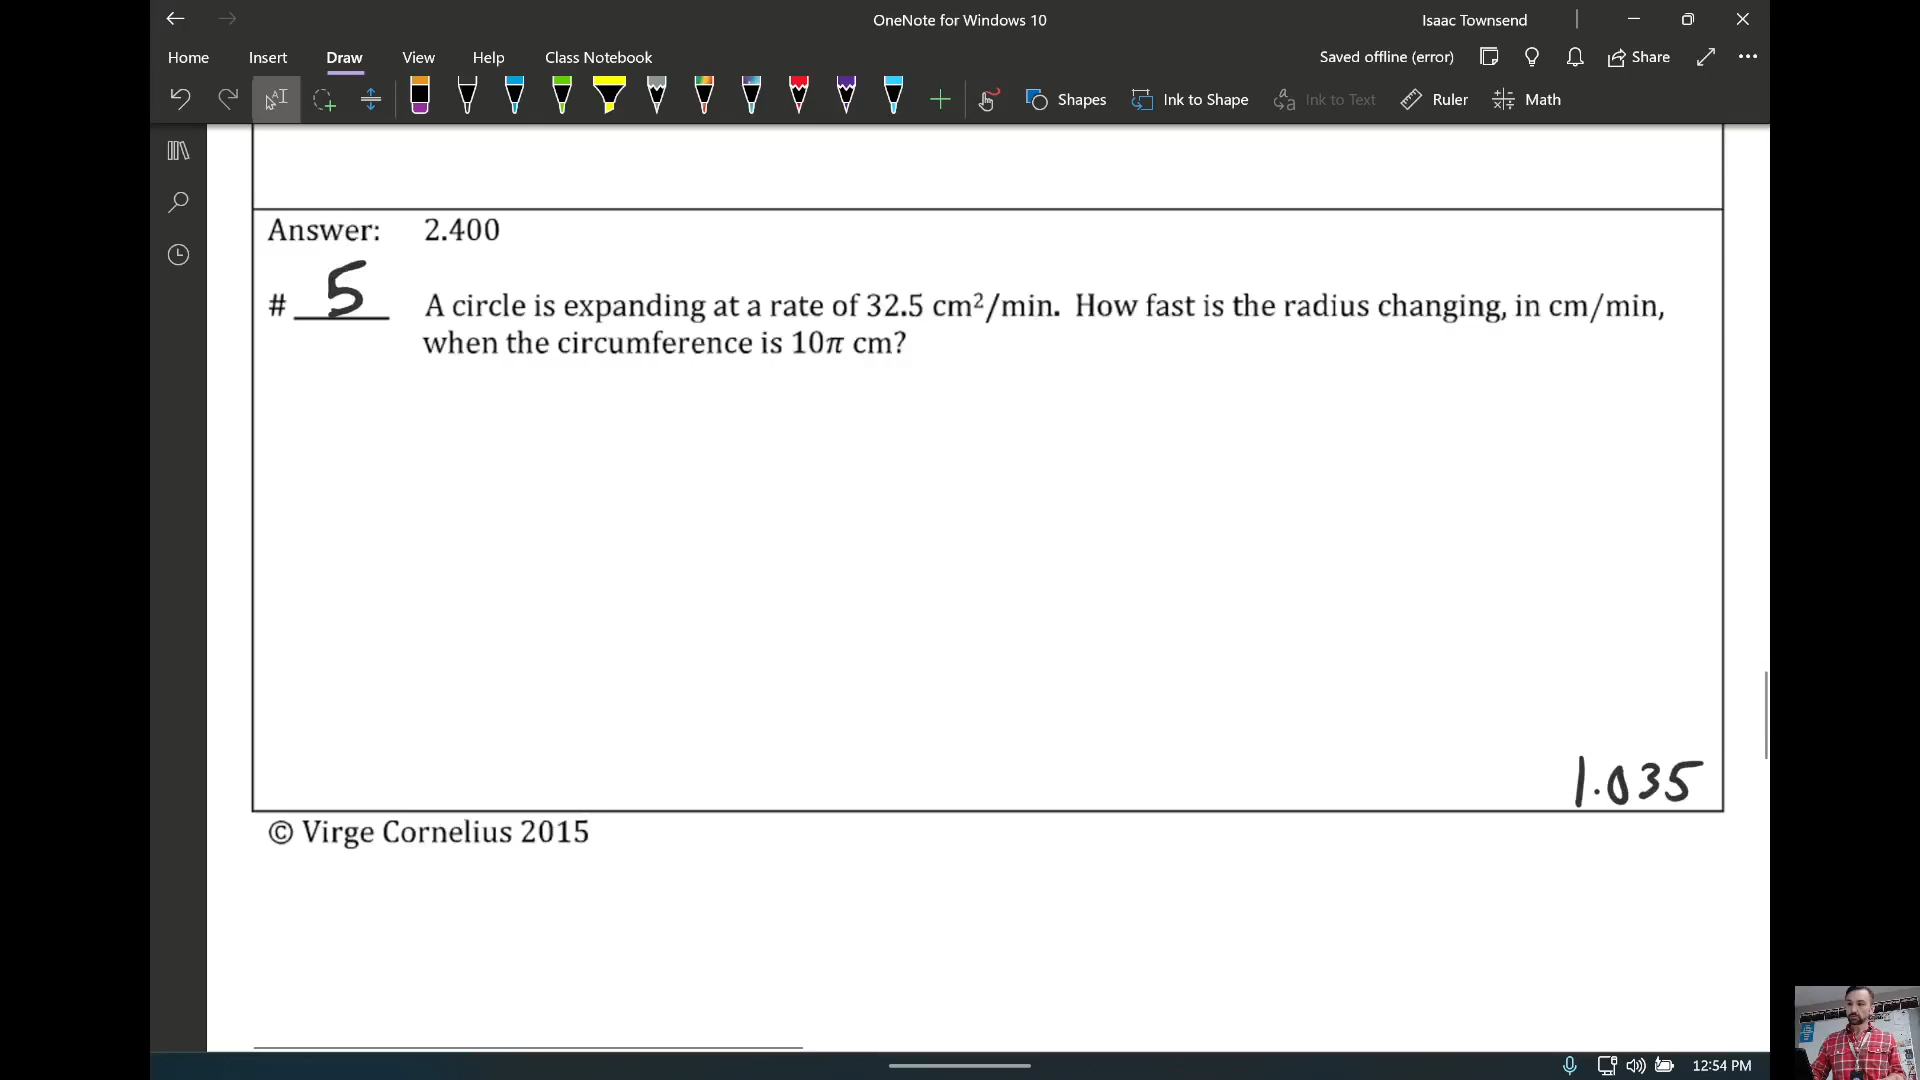 OneNote for Windows 10
Isaac Townsend
Home Insert Draw View Help Class Notebook
Saved offline (error)
Share
Shapes
Ink to Shape
Ink to Text
Ruler
Math
Answer: 2.400
# 5 A circle is expanding at a rate of 32.5 cm²/min. How fast is the radius changing, in cm/min,
when the circumference is 10π cm?
1.035
© Virge Cornelius 2015
12:54 PM